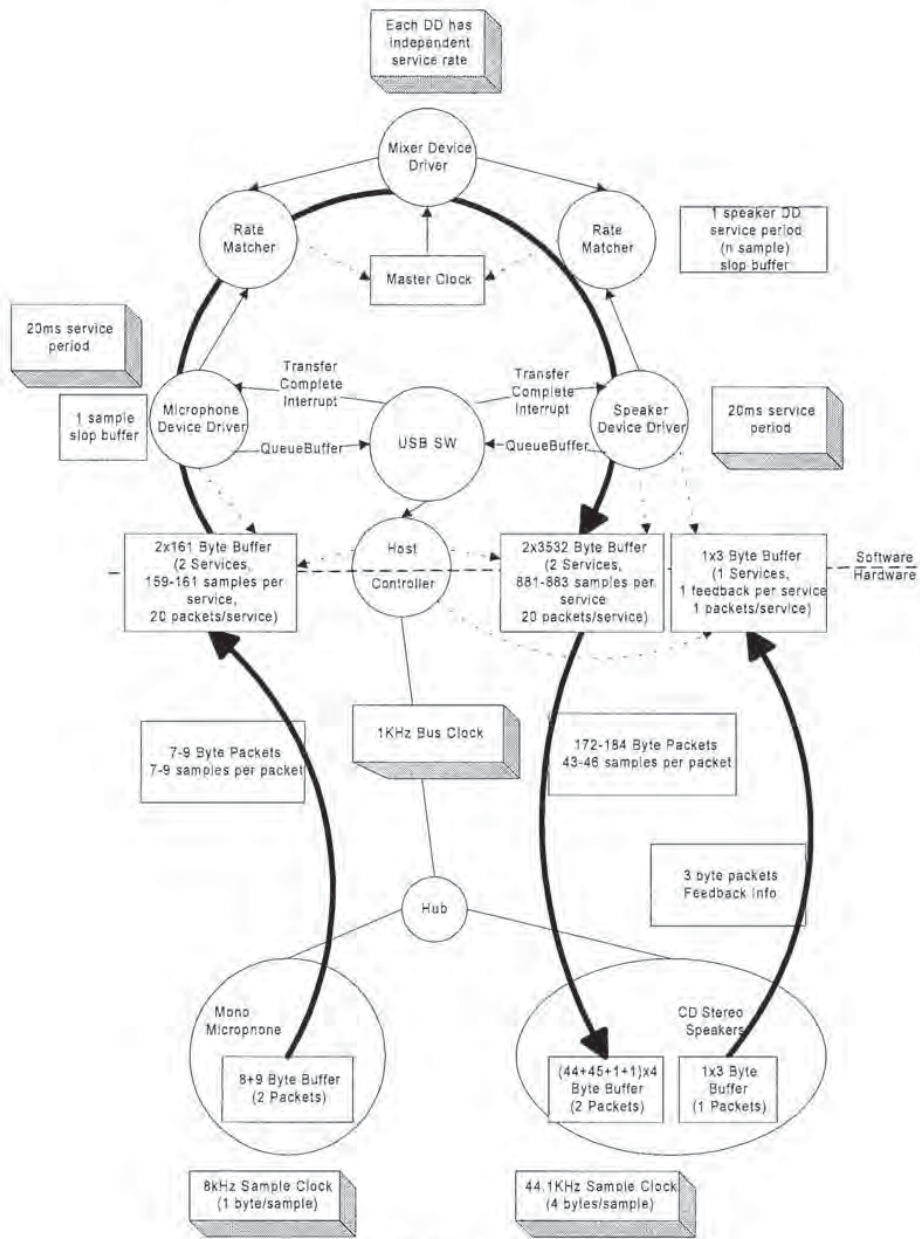 Each DD has
independent
service rate
Mixer Device
Driver
Rate
Matcher
Rate
Matcher
1 speaker DD
service period
(n sample)
slop buffer
Master Clock
20ms service
period
Transfer
Complete
Interrupt
Transfer
Complete
Interrupt
1 sample
slop buffer
Microphone
Device Driver
USB SW
Speaker
Device Driver
20ms service
period
QueueBuffer
QueueBuffer
2x161 Byte Buffer
(2 Services,
159-161 samples per
service,
20 packets/service)
Host
Controller
2x3532 Byte Buffer
(2 Services,
881-883 samples per
service
20 packets/service)
1x3 Byte Buffer
(1 Services,
1 feedback per service
1 packets/service)
Software
Hardware
7-9 Byte Packets
7-9 samples per packet
1KHz Bus Clock
172-184 Byte Packets
43-46 samples per packet
3 byte packets
Feedback Info
Hub
Mono
Microphone
8+9 Byte Buffer
(2 Packets)
CD Stereo
Speakers
(44+45+1+1)x4
Byte Buffer
(2 Packets)
1x3 Byte
Buffer
(1 Packets)
8kHz Sample Clock
(1 byte/sample)
44.1KHz Sample Clock
(4 bytes/sample)